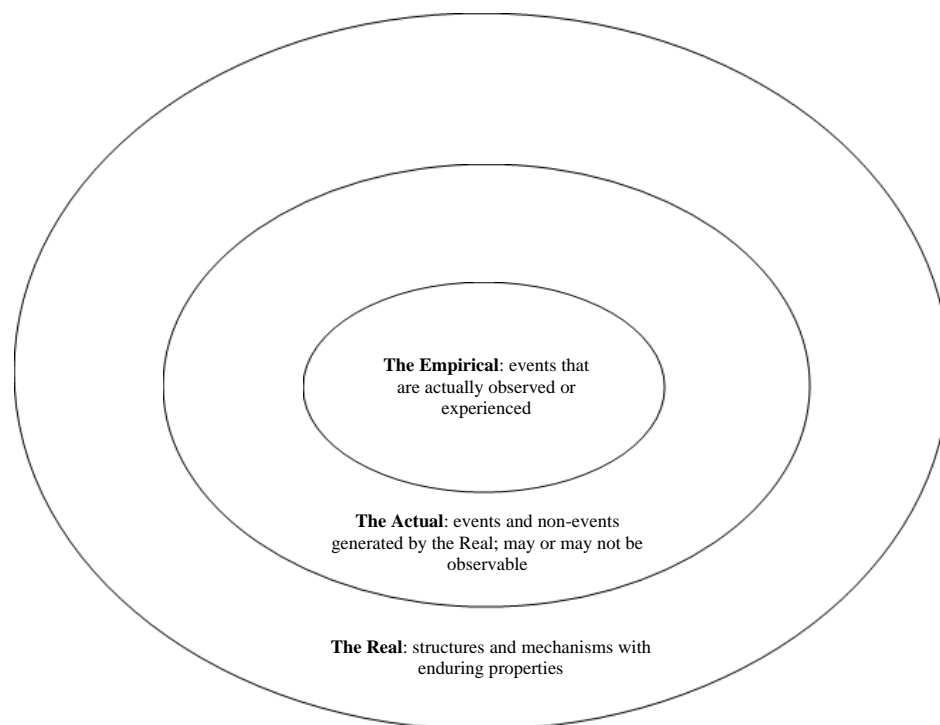 The Empirical: events that
are actually observed or
experienced
The Actual: events and non-events
generated by the Real; may or may not be
observable
The Real: structures and mechanisms with
enduring properties